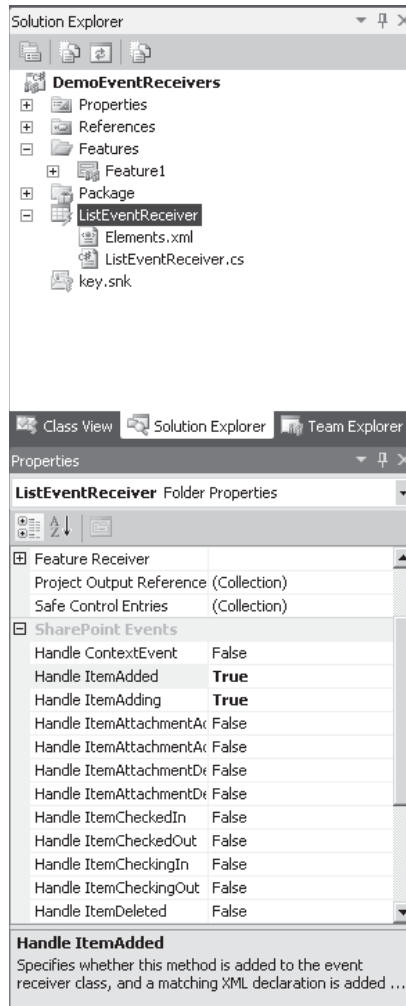 Solution Explorer
DemoEventReceivers
Properties
References
Features
Feature1
Package
ListEventReceiver
Elements.xml
ListEventReceiver.cs
key.snk
Class View Solution Explorer Team Explorer
Properties
ListEventReceiver Folder Properties
Feature Receiver
Project Output Reference (Collection)
Safe Control Entries (Collection)
SharePoint Events
Handle ContextEvent False
Handle ItemAdded True
Handle ItemAdding True
Handle ItemAttachmentAd False
Handle ItemAttachmentAd False
Handle ItemAttachmentDe False
Handle ItemAttachmentDe False
Handle ItemCheckedIn False
Handle ItemCheckedOut False
Handle ItemCheckingIn False
Handle ItemCheckingOut False
Handle ItemDeleted False
Handle ItemAdded
Specifies whether this method is added to the event
receiver class, and a matching XML declaration is added ...